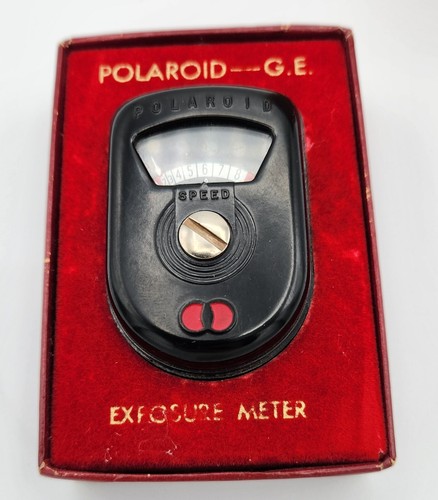 POLAROID—G.E.
POLAROID
4 5 6 7 8
SPEED
EXPOSURE METER